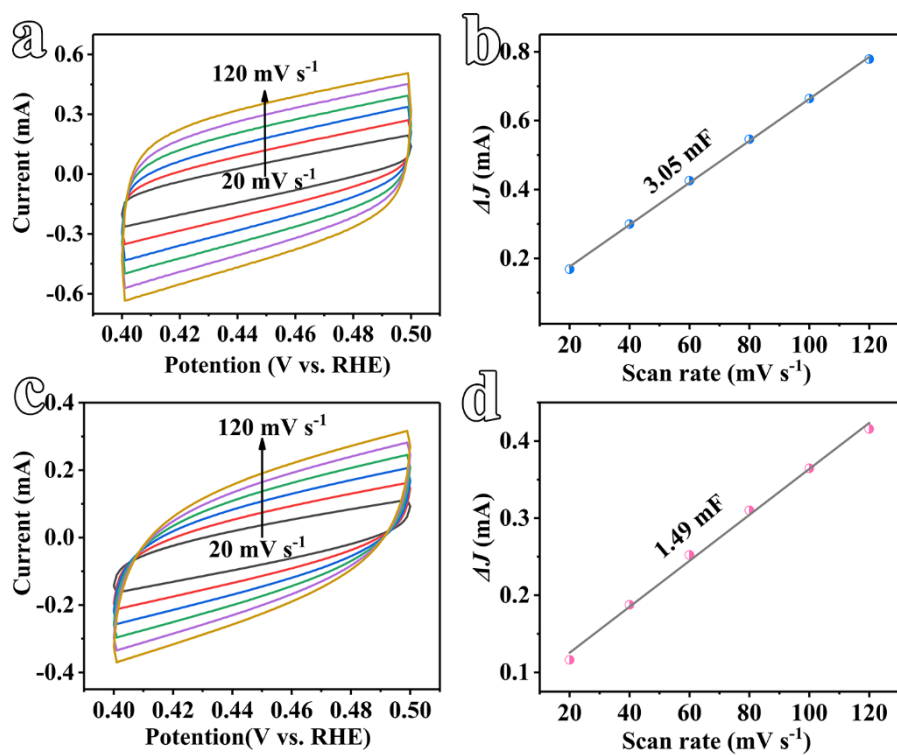 a
120 mV s⁻¹
20 mV s⁻¹
0.6
0.3
0.0
-0.3
-0.6
Current (mA)
0.40 0.42 0.44 0.46 0.48 0.50
Potention (V vs. RHE)
b
3.05 mF
0.8
0.6
0.4
0.2
ΔJ (mA)
20 40 60 80 100 120
Scan rate (mV s⁻¹)
c
120 mV s⁻¹
20 mV s⁻¹
0.4
0.2
0.0
-0.2
-0.4
Current (mA)
0.40 0.42 0.44 0.46 0.48 0.50
Potention(V vs. RHE)
d
1.49 mF
0.4
0.3
0.2
0.1
ΔJ (mA)
20 40 60 80 100 120
Scan rate (mV s⁻¹)